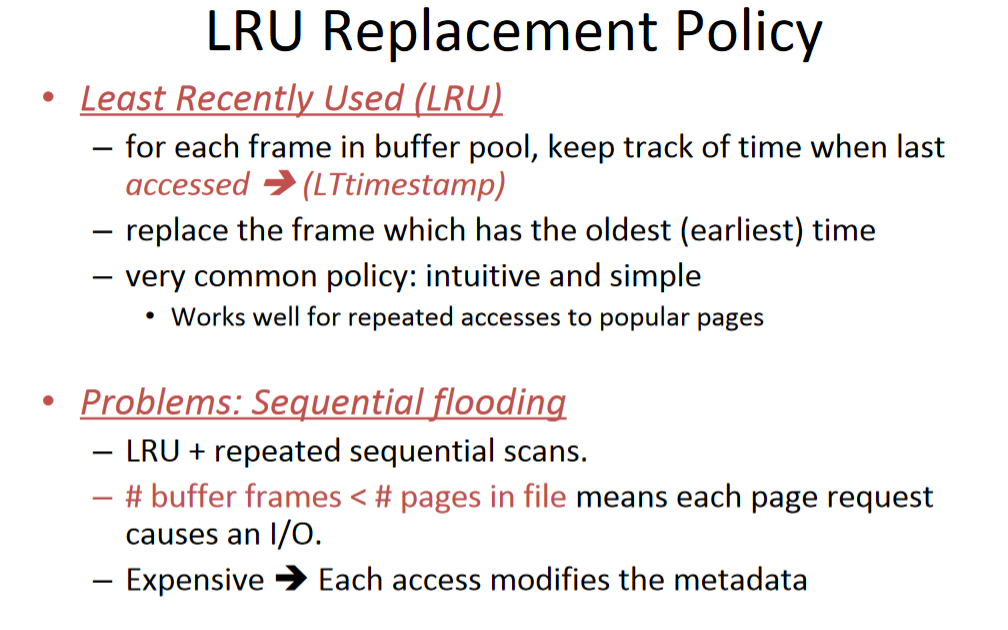 LRU Replacement Policy
• Least Recently Used (LRU)
– for each frame in buffer pool, keep track of time when last
accessed ➔ (LTtimestamp)
– replace the frame which has the oldest (earliest) time
– very common policy: intuitive and simple
• Works well for repeated accesses to popular pages
• Problems: Sequential flooding
– LRU + repeated sequential scans.
– # buffer frames < # pages in file means each page request
causes an I/O.
– Expensive ➔ Each access modifies the metadata